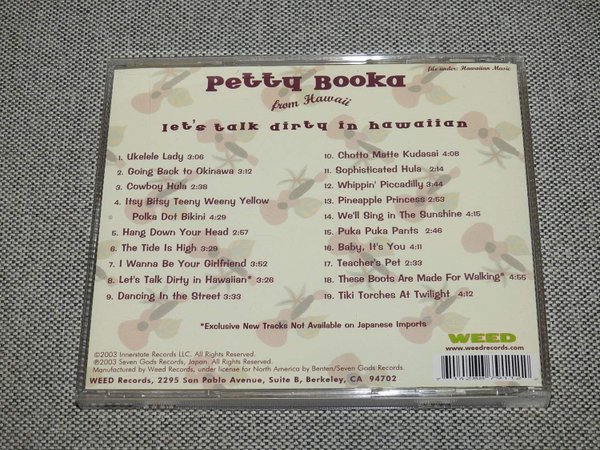 file under: Hawaiian Music
Petty Booka
from Hawaii
let's talk dirty in hawaiian
1. Ukelele Lady 3:06
2. Going Back to Okinawa 3:12
3. Cowboy Hula 2:38
4. Itsy Bitsy Teeny Weeny Yellow
Polka Dot Bikini 4:29
5. Hang Down Your Head 2:57
6. The Tide Is High 3:29
7. I Wanna Be Your Girlfriend 3:52
8. Let's Talk Dirty in Hawaiian* 3:26
9. Dancing In the Street 3:33
10. Chotto Matte Kudasai 4:08
11. Sophisticated Hula 2:14
12. Whippin' Piccadilly 3:44
13. Pineapple Princess 2:53
14. We'll Sing In The Sunshine 4:15
15. Puka Puka Pants 2:46
16. Baby, It's You 4:11
17. Teacher's Pet 2:33
18. These Boots Are Made For Walking* 4:55
19. Tiki Torches At Twilight 4:12
*Exclusive New Tracks Not Available on Japanese Imports
©2003 Innerstate Records LLC. All Rights Reserved.
℗2003 Seven Gods Records, Japan. All Rights Reserved.
Manufactured by Weed Records, under license for North America by Benten/Seven Gods Records.
WEED Records, 2295 San Pablo Avenue, Suite B, Berkeley, CA 94702
WEED
www.weedrecords.com